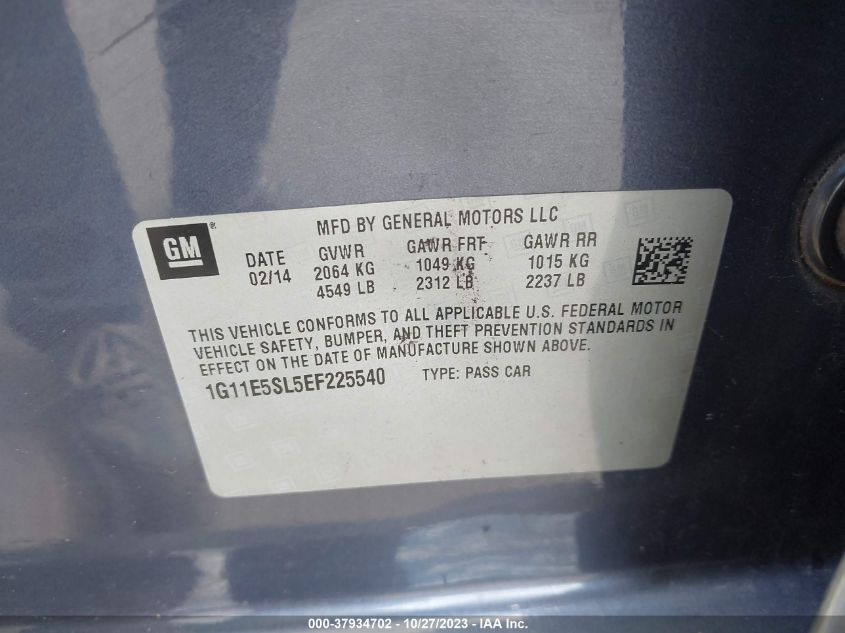 MFD BY GENERAL MOTORS LLC
GM ®
DATE GVWR GAWR FRT GAWR RR
02/14 2064 KG 1049 KG 1015 KG
4549 LB 2312 LB 2237 LB
THIS VEHICLE CONFORMS TO ALL APPLICABLE U.S. FEDERAL MOTOR
VEHICLE SAFETY, BUMPER, AND THEFT PREVENTION STANDARDS IN
EFFECT ON THE DATE OF MANUFACTURE SHOWN ABOVE.
1G11E5SL5EF225540 TYPE: PASS CAR
000-37934702 - 10/27/2023 - IAA Inc.